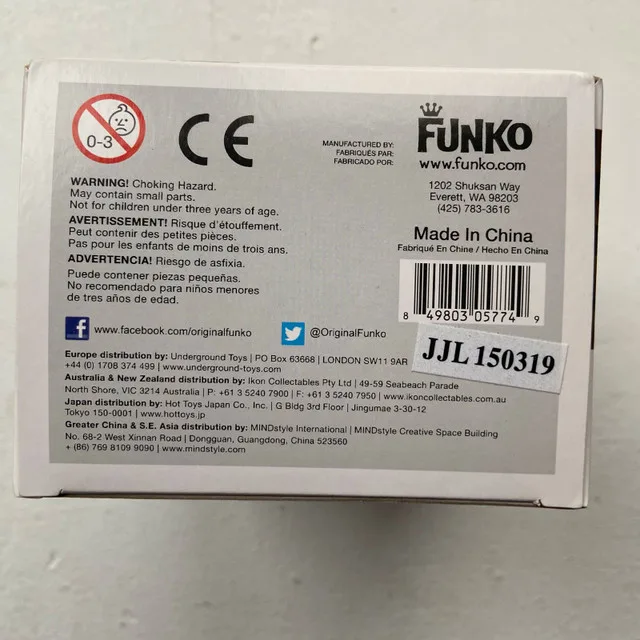 0-3
CE
MANUFACTURED BY:
FABRIQUÉS PAR:
FABRICADO POR:
FUNKO
www.funko.com
1202 Shuksan Way
Everett, WA 98203
(425) 783-3616
Made In China
Fabriqué En Chine / Hecho En China
8 49803 05774 9
JJL 150319
WARNING! Choking Hazard.
May contain small parts.
Not for children under three years of age.
AVERTISSEMENT! Risque d'étouffement.
Peut contenir des petites pièces.
Pas pour les enfants de moins de trois ans.
ADVERTENCIA! Riesgo de asfixia.
Puede contener piezas pequeñas.
No recomendado para niños menores
de tres años de edad.
f www.facebook.com/originalfunko
@OriginalFunko
Europe distribution by: Underground Toys | PO Box 63668 | LONDON SW11 9AR
+44 (0) 1708 374 499 | www.undergroundtoys.com
Australia & New Zealand distribution by: Ikon Collectables Pty Ltd | 49-59 Seabeach Parade
North Shore, VIC 3214 Australia | P: +61 3 5240 7900 | F: +61 3 5240 7950 | www.ikoncollectables.com.au
Japan distribution by: Hot Toys Japan Co., Inc. | G Bldg 3rd Floor | Jingumae 3-30-12
Tokyo 150-0001 | www.hottoys.jp
Greater China & S.E. Asia distribution by: MINDstyle International | MINDstyle Creative Space Building
No. 68-2 West Xinnan Road | Dongguan, Guangdong, China 523560
+ (86) 769 8109 9090 | www.mindstyle.com